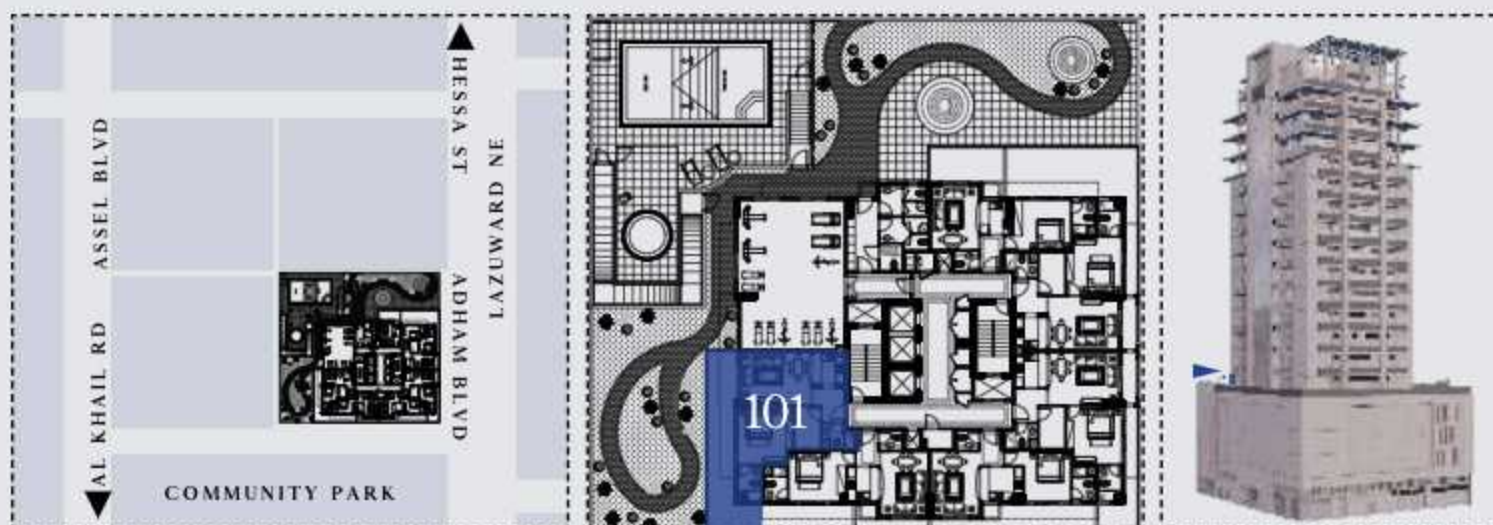 HESSA ST
ASSEL BLVD
LAZUWARD NE
AL KHAIL RD
ADHAM BLVD
COMMUNITY PARK
101